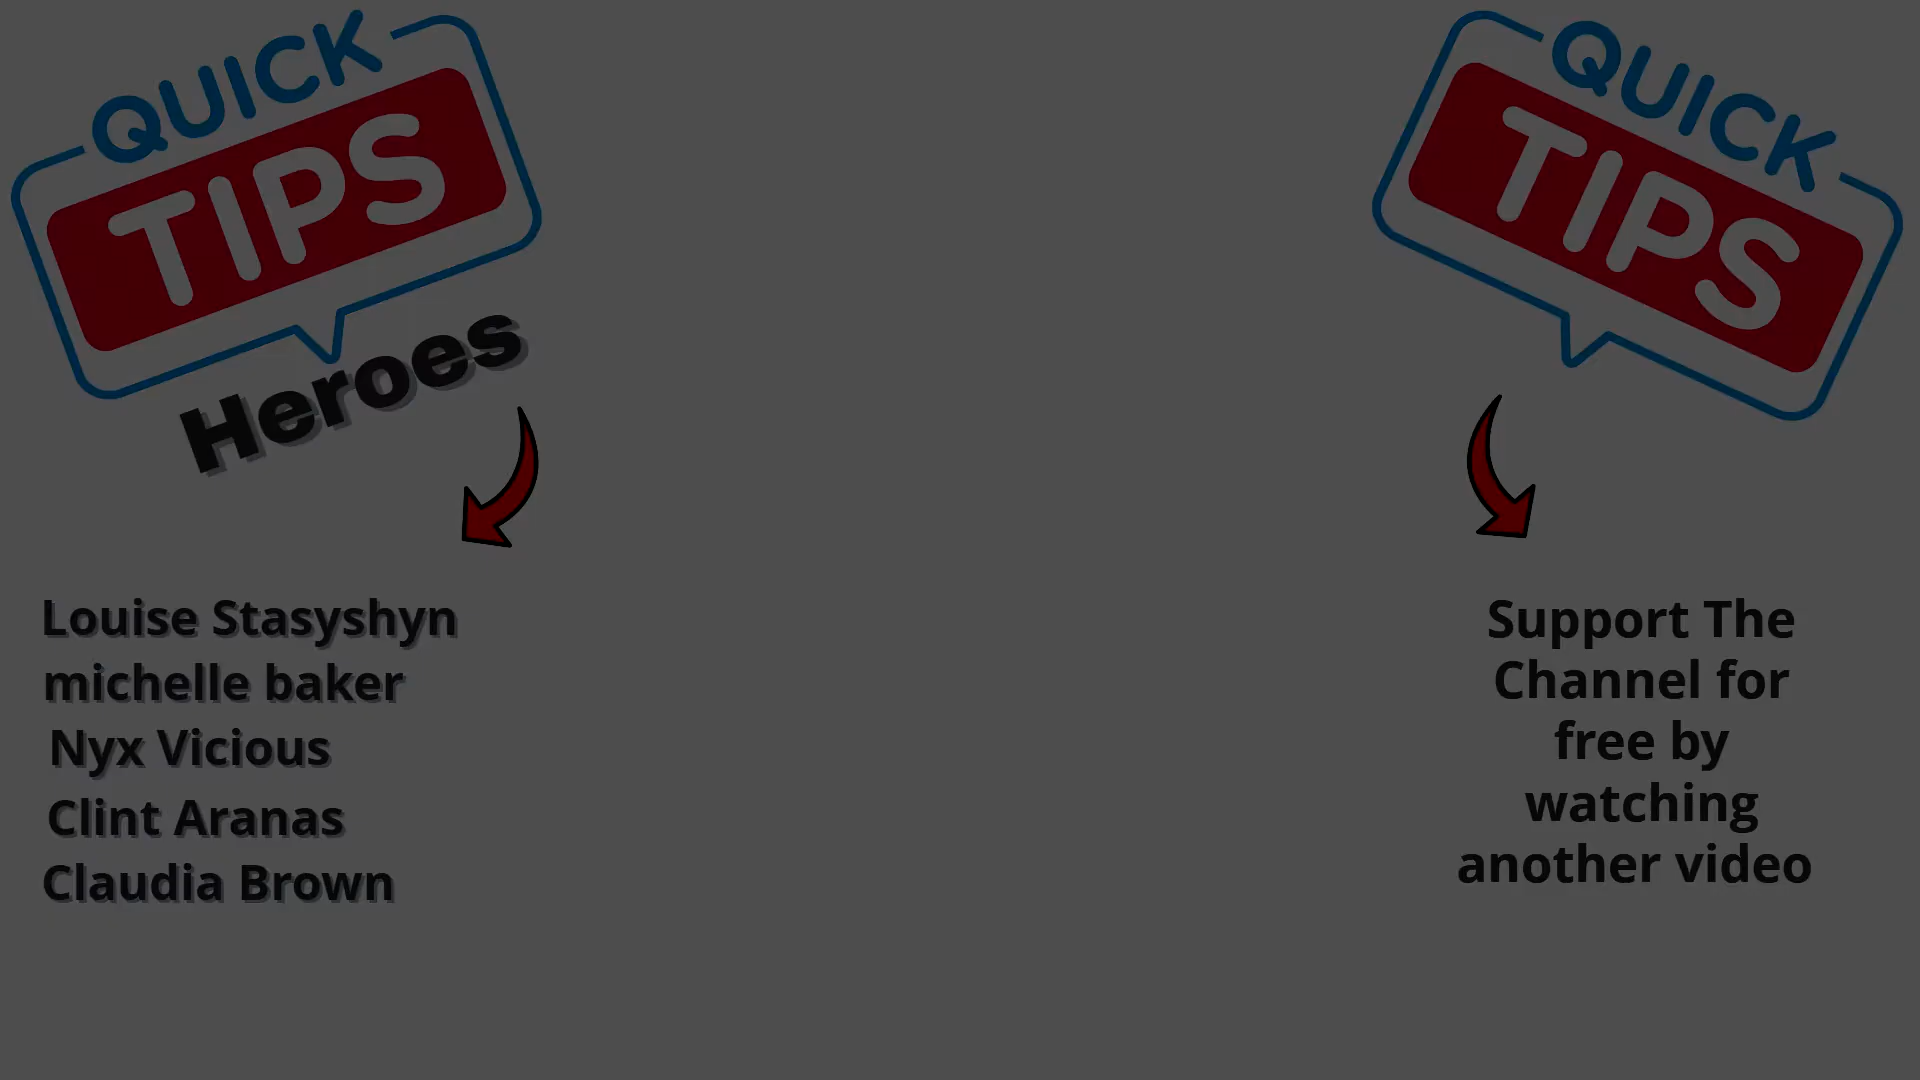 QUICK
TIPS
Heroes
Louise Stasyshyn
michelle baker
Nyx Vicious
Clint Aranas
Claudia Brown
QUICK
TIPS
Support The
Channel for
free by
watching
another video